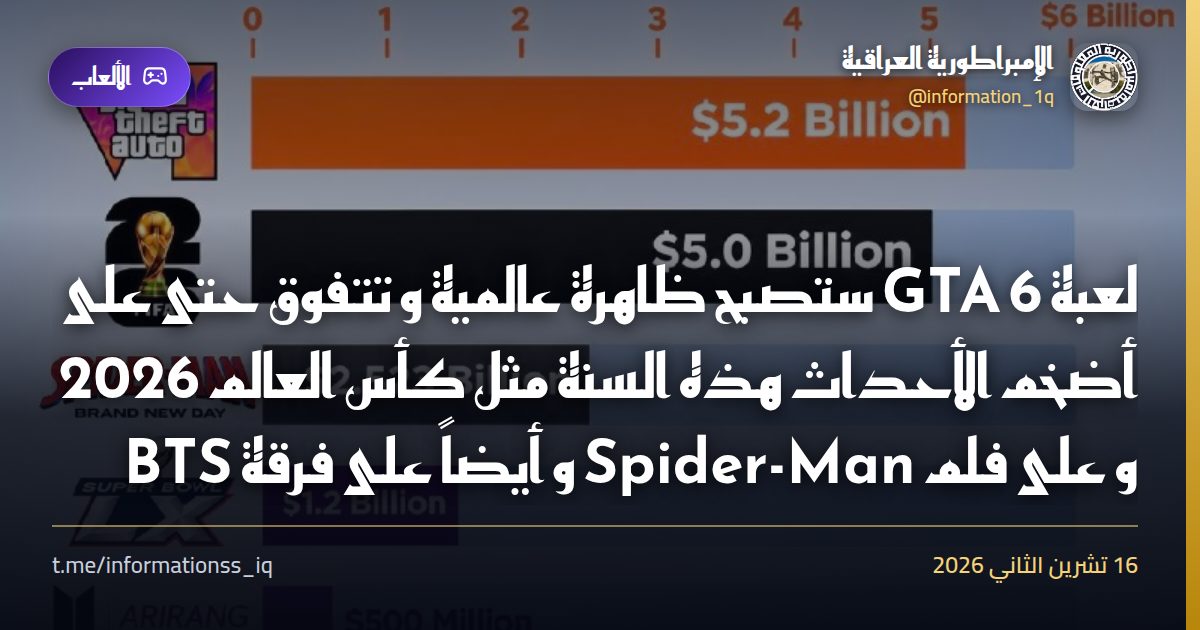 0 1 2 3 4 5 $6 Billion
الألعاب
الإمبراطورية العراقية
@information_1q
theft
auto
$5.2 Billion
$5.0 Billion
لعبة GTA 6 ستصبح ظاهرة عالمية و تتفوق حتى على
أضخم الأحداث هذه السنة مثل كأس العالم 2026
و على فلم Spider-Man و أيضاً على فرقة BTS
BRAND NEW DAY
SUPER BOWL
LX
$1.2 Billion
t.me/informationss_iq
16 تشرين الثاني 2026
ARIRANG
$500 Million